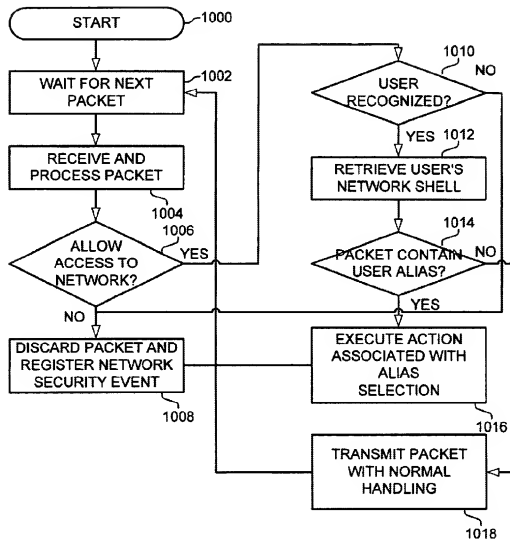 START
1000
WAIT FOR NEXT
PACKET
1002
RECEIVE AND
PROCESS PACKET
1004
ALLOW
ACCESS TO
NETWORK?
1006
YES
NO
DISCARD PACKET AND
REGISTER NETWORK
SECURITY EVENT
1008
USER
RECOGNIZED?
1010
NO
YES
RETRIEVE USER'S
NETWORK SHELL
1012
PACKET CONTAIN
USER ALIAS?
1014
NO
YES
EXECUTE ACTION
ASSOCIATED WITH
ALIAS
SELECTION
1016
TRANSMIT PACKET
WITH NORMAL
HANDLING
1018